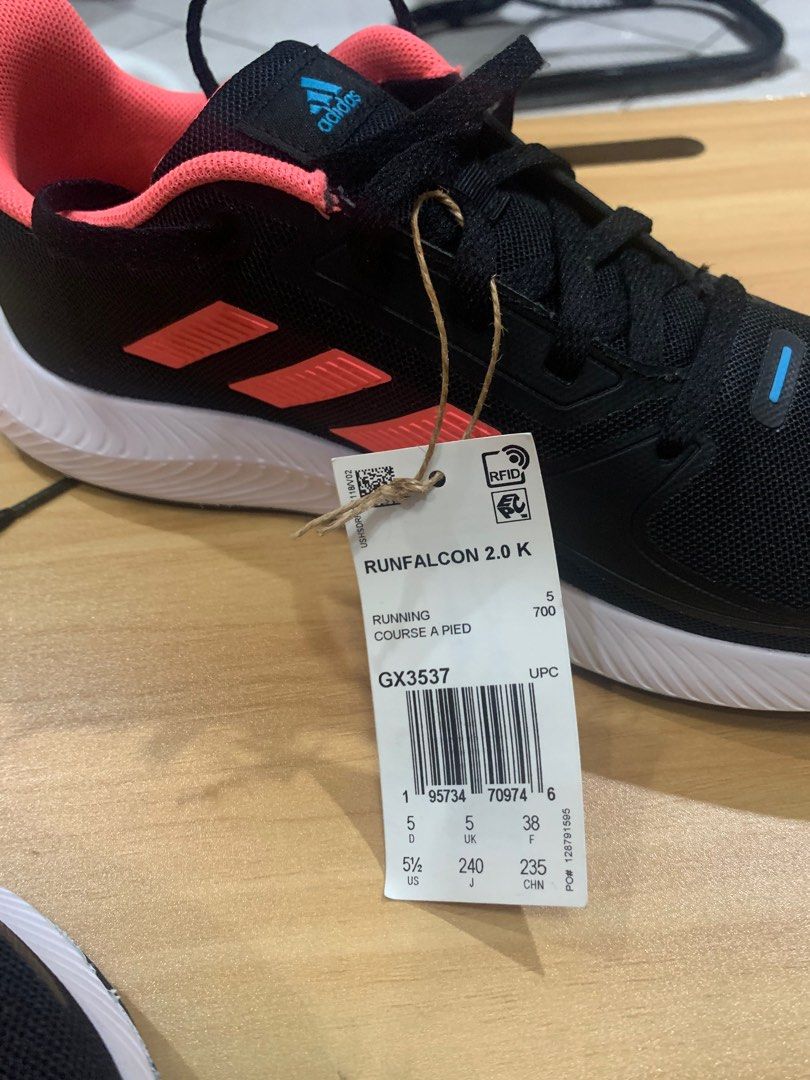 adidas
RFID
EPC
RUNFALCON 2.0 K
5
RUNNING 700
COURSE A PIED
GX3537 UPC
1 95734 70974 6
5 5 38
D UK F
5½ 240 235
US J CHN
PO# 128791595